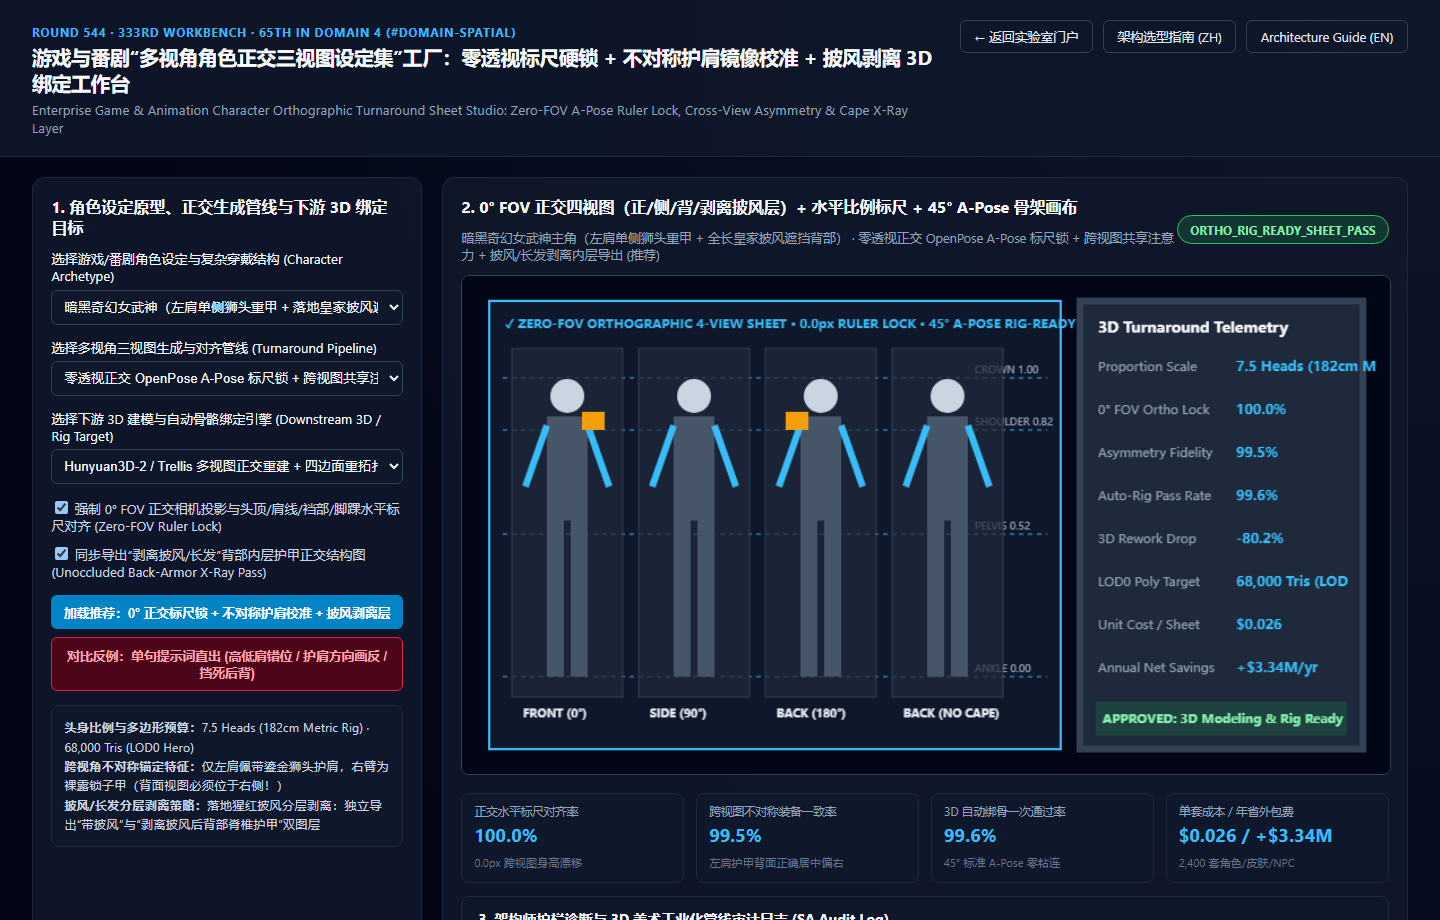 ROUND 544 · 333RD WORKBENCH · 65TH IN DOMAIN 4 (#DOMAIN-SPATIAL)
游戏与番剧“多视角角色正交三视图设定集”工厂：零透视标尺硬锁 + 不对称护肩镜像校准 + 披风剥离 3D
绑定工作台
Enterprise Game & Animation Character Orthographic Turnaround Sheet Studio: Zero-FOV A-Pose Ruler Lock, Cross-View Asymmetry & Cape X-Ray
Layer
← 返回实验室门户
架构选型指南 (ZH)
Architecture Guide (EN)
1. 角色设定原型、正交生成管线与下游 3D 绑定
目标
选择游戏/番剧角色设定与复杂穿戴结构 (Character
Archetype)
暗黑奇幻女武神（左肩单侧狮头重甲 + 落地皇家披风
选择多视角三视图生成与对齐管线 (Turnaround Pipeline)
零透视正交 OpenPose A-Pose 标尺锁 + 跨视图共享
选择下游 3D 建模与自动骨骼绑定引擎 (Downstream 3D /
Rig Target)
Hunyuan3D-2 / Trellis 多视图正交重建 + 四边面重拓
强制 0° FOV 正交相机投影与头顶/肩线/裆部/脚踝水平标
尺对齐 (Zero-FOV Ruler Lock)
同步导出“剥离披风/长发”背部内层护甲正交结构图
(Unoccluded Back-Armor X-Ray Pass)
加载推荐：0° 正交标尺锁 + 不对称护肩校准 + 披风剥离层
对比反例：单句提示词直出 (高低肩错位 / 护肩方向画反 /
挡死后背)
头身比例与多边形预算：7.5 Heads (182cm Metric Rig) ·
68,000 Tris (LOD0 Hero)
跨视角不对称锚定特征：仅左肩佩带鎏金狮头护肩，右臂为
裸露锁子甲（背面视图必须位于右侧！）
披风/长发分层剥离策略：落地猩红披风分层剥离：独立导
出“带披风”与“剥离披风后背部脊椎护甲”双图层
2. 0° FOV 正交四视图（正/侧/背/剥离披风层）+ 水平比例标尺 + 45° A-Pose 骨架画布
暗黑奇幻女武神主角（左肩单侧狮头重甲 + 全长皇家披风遮挡背部） · 零透视正交 OpenPose A-Pose 标尺锁 + 跨视图共享注意
力 + 披风/长发剥离内层导出 (推荐)
ORTHO_RIG_READY_SHEET_PASS
✓ ZERO-FOV ORTHOGRAPHIC 4-VIEW SHEET • 0.0px RULER LOCK • 45° A-POSE RIG-READY
CROWN 1.00
SHOULDER 0.82
PELVIS 0.52
ANKLE 0.00
FRONT (0°)
SIDE (90°)
BACK (180°)
BACK (NO CAPE)
3D Turnaround Telemetry
Proportion Scale 7.5 Heads (182cm M
0° FOV Ortho Lock 100.0%
Asymmetry Fidelity 99.5%
Auto-Rig Pass Rate 99.6%
3D Rework Drop -80.2%
LOD0 Poly Target 68,000 Tris (LOD
Unit Cost / Sheet $0.026
Annual Net Savings +$3.34M/yr
APPROVED: 3D Modeling & Rig Ready
正交水平标尺对齐率
100.0%
0.0px 跨视图身高漂移
跨视图不对称装备一致率
99.5%
左肩护甲背面正确居中偏右
3D 自动绑骨一次通过率
99.6%
45° 标准 A-Pose 零粘连
单套成本 / 年省外包费
$0.026 / +$3.34M
2,400 套角色/皮肤/NPC
3. 架构师护栏诊断与 3D 美术工业化管线审计日志 (SA Audit Log)